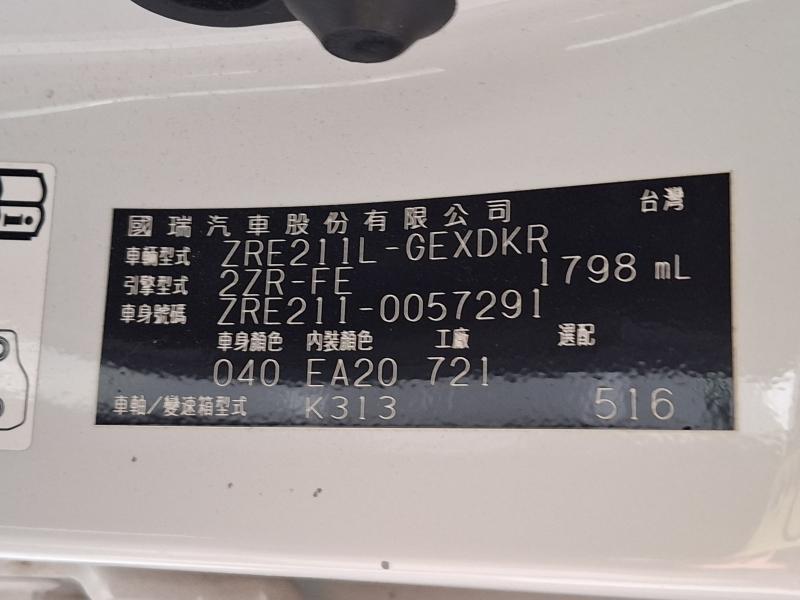 國瑞汽車股份有限公司 台灣
車輛型式 ZRE211L-GEXDKR
引擎型式 2ZR-FE 1798 mL
車身號碼 ZRE211-0057291
車身顏色 內裝顏色 工廠 選配
040 EA20 721
車軸/變速箱型式 K313 516